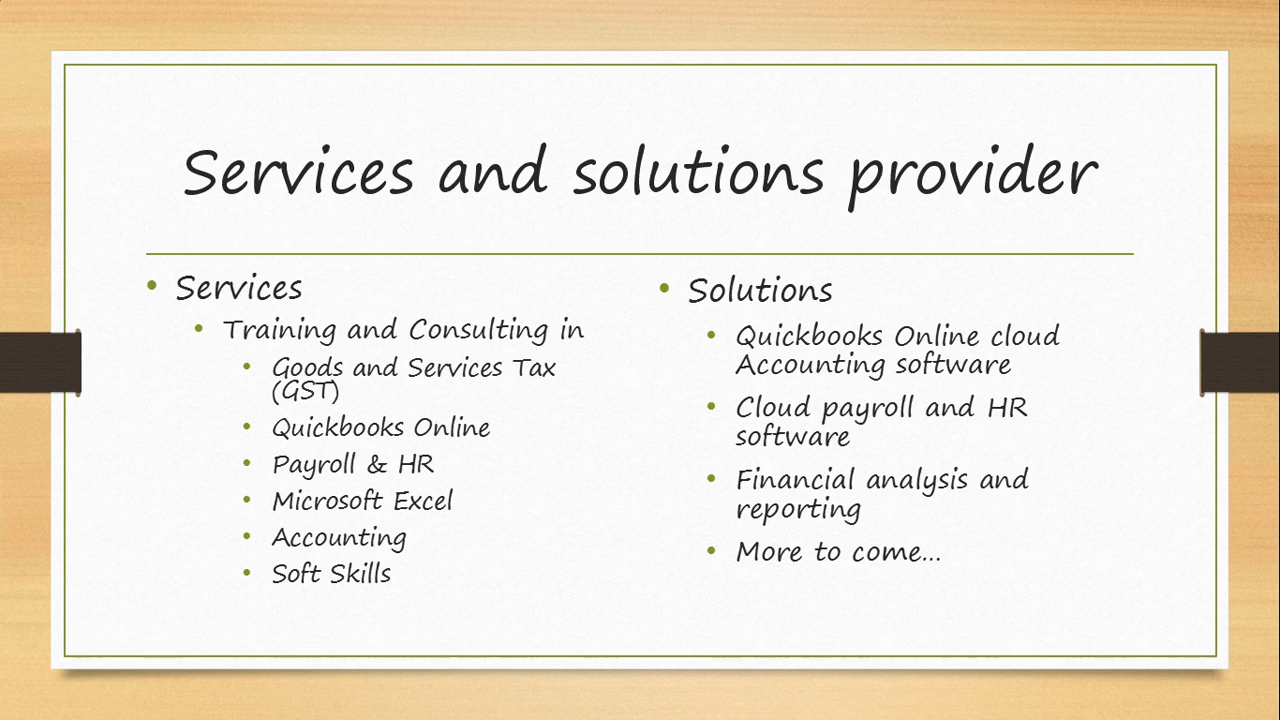 Services and solutions provider
• Services
• Training and Consulting in
• Goods and Services Tax
(GST)
• Quickbooks Online
• Payroll & HR
• Microsoft Excel
• Accounting
• Soft Skills
• Solutions
• Quickbooks Online cloud
Accounting software
• Cloud payroll and HR
software
• Financial analysis and
reporting
• More to come...